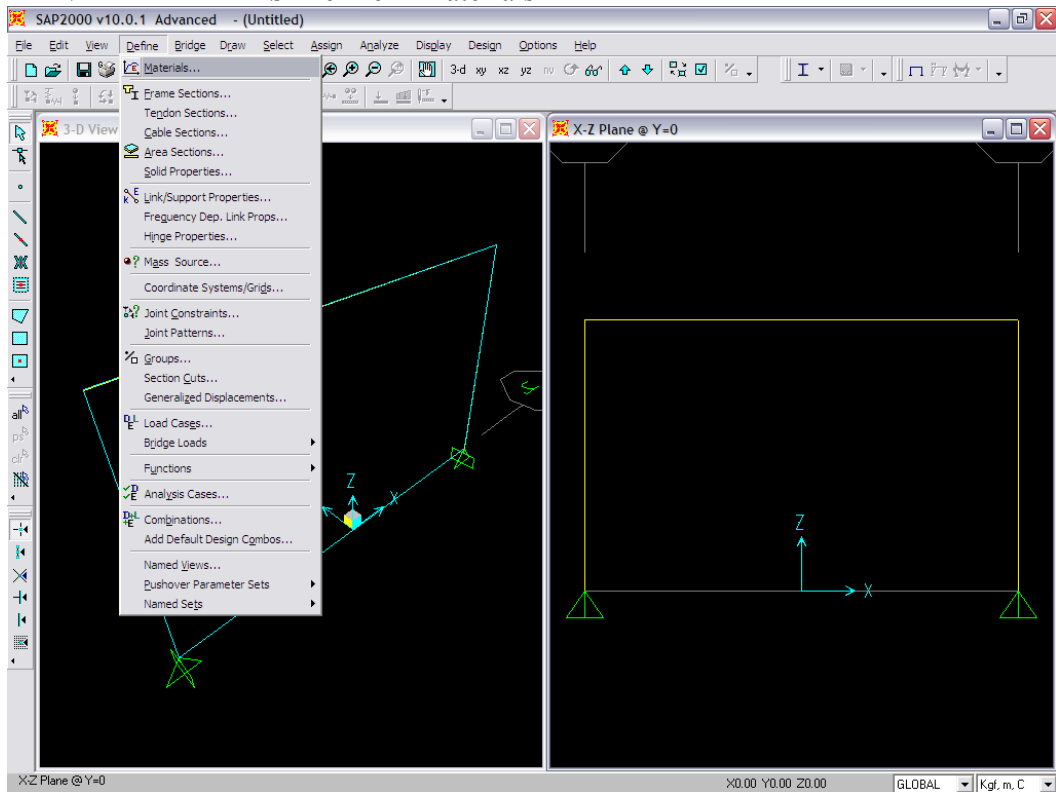 SAP2000 v10.0.1 Advanced - (Untitled)
File Edit View Define Bridge Draw Select Assign Analyze Display Design Options Help
3-d xy xz yz nv
3-D View
X-Z Plane @ Y=0
Materials...
Frame Sections...
Tendon Sections...
Cable Sections...
Area Sections...
Solid Properties...
Link/Support Properties...
Frequency Dep. Link Props...
Hinge Properties...
Mass Source...
Coordinate Systems/Grids...
Joint Constraints...
Joint Patterns...
Groups...
Section Cuts...
Generalized Displacements...
Load Cases...
Bridge Loads
Functions
Analysis Cases...
Combinations...
Add Default Design Combos...
Named Views...
Pushover Parameter Sets
Named Sets
all
ps
clr
Z
X
Z
X
X-Z Plane @ Y=0
X0.00 Y0.00 Z0.00
GLOBAL
Kgf, m, C